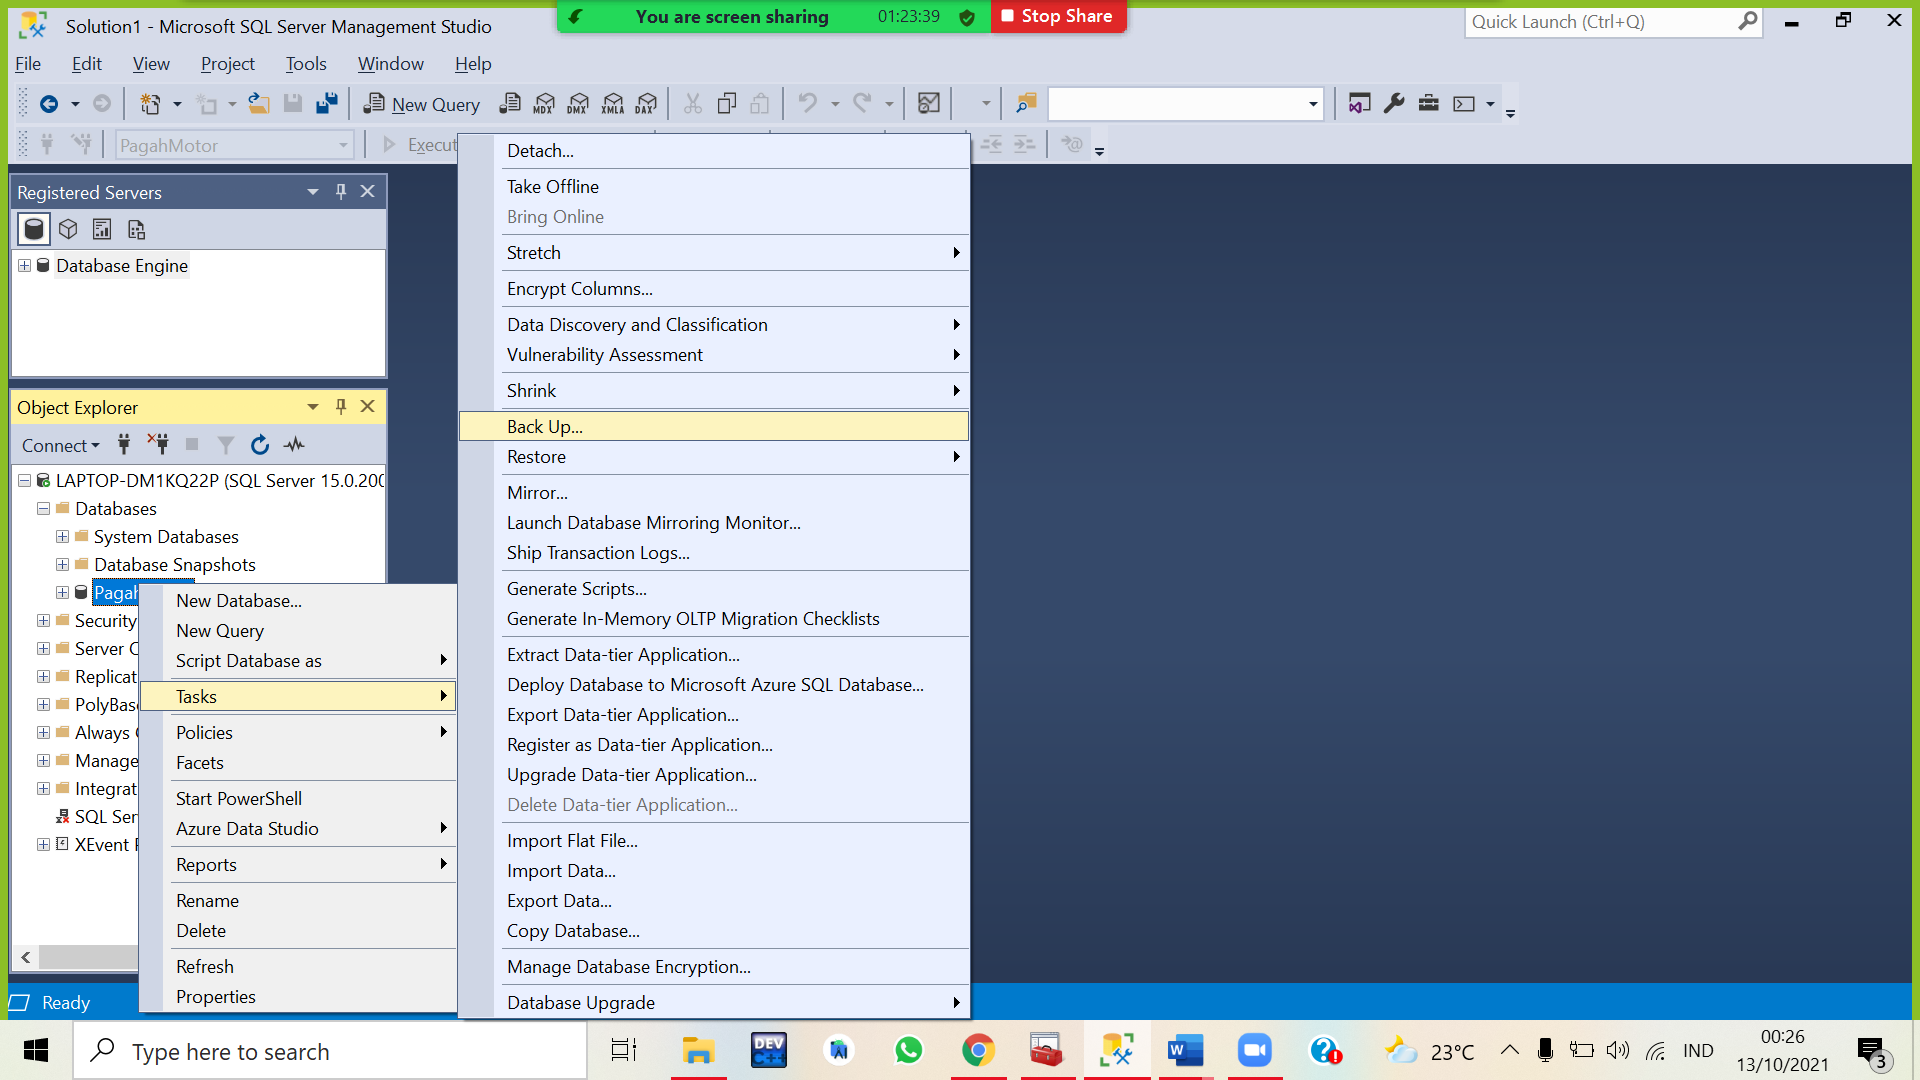 Solution1 - Microsoft SQL Server Management Studio
You are screen sharing
01:23:39
Stop Share
Quick Launch (Ctrl+Q)
File
Edit
View
Project
Tools
Window
Help
New Query
MDX
DMX
XMLA
DAX
PagahMotor
Execut
Registered Servers
Database Engine
Object Explorer
Connect
LAPTOP-DM1KQ22P (SQL Server 15.0.200
Databases
System Databases
Database Snapshots
Pagah
Security
Server O
Replicat
PolyBase
Always
Manage
Integrat
SQL Ser
XEvent P
New Database...
New Query
Script Database as
Tasks
Policies
Facets
Start PowerShell
Azure Data Studio
Reports
Rename
Delete
Refresh
Properties
Detach...
Take Offline
Bring Online
Stretch
Encrypt Columns...
Data Discovery and Classification
Vulnerability Assessment
Shrink
Back Up...
Restore
Mirror...
Launch Database Mirroring Monitor...
Ship Transaction Logs...
Generate Scripts...
Generate In-Memory OLTP Migration Checklists
Extract Data-tier Application...
Deploy Database to Microsoft Azure SQL Database...
Export Data-tier Application...
Register as Data-tier Application...
Upgrade Data-tier Application...
Delete Data-tier Application...
Import Flat File...
Import Data...
Export Data...
Copy Database...
Manage Database Encryption...
Database Upgrade
Ready
Type here to search
DEV
C++
W
23°C
IND
00:26
13/10/2021
3